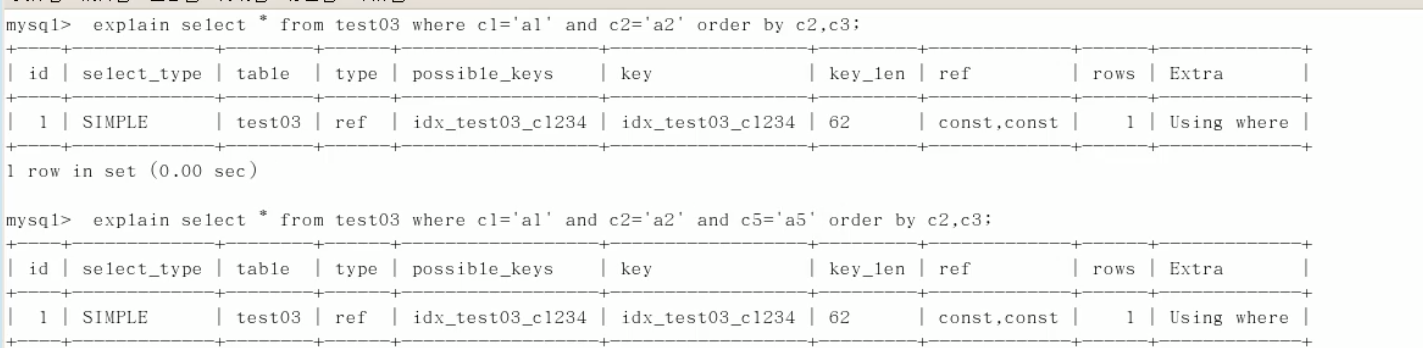 mysql> explain select * from test03 where c1='a1' and c2='a2' order by c2,c3;
+----+-------------+--------+------+-----------------+-----------------+---------+-------------+------+-------------+
| id | select_type | table | type | possible_keys | key | key_len | ref | rows | Extra |
+----+-------------+--------+------+-----------------+-----------------+---------+-------------+------+-------------+
| 1 | SIMPLE | test03 | ref | idx_test03_c1234 | idx_test03_c1234 | 62 | const,const | 1 | Using where |
+----+-------------+--------+------+-----------------+-----------------+---------+-------------+------+-------------+
1 row in set (0.00 sec)
mysql> explain select * from test03 where c1='a1' and c2='a2' and c5='a5' order by c2,c3;
+----+-------------+--------+------+-----------------+-----------------+---------+-------------+------+-------------+
| id | select_type | table | type | possible_keys | key | key_len | ref | rows | Extra |
+----+-------------+--------+------+-----------------+-----------------+---------+-------------+------+-------------+
| 1 | SIMPLE | test03 | ref | idx_test03_c1234 | idx_test03_c1234 | 62 | const,const | 1 | Using where |
+----+-------------+--------+------+-----------------+-----------------+---------+-------------+------+-------------+